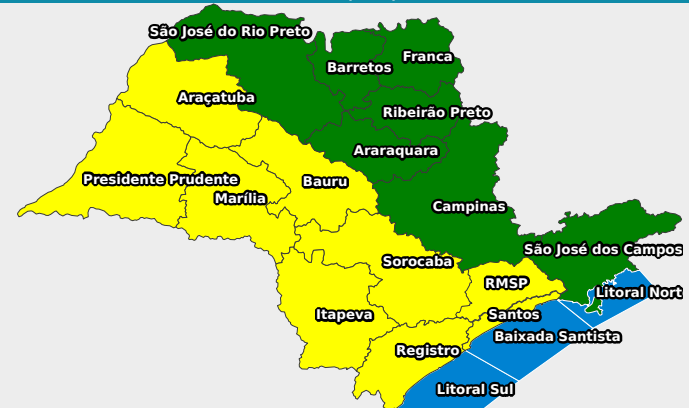 São José do Rio Preto
Franca
Barretos
Araçatuba
Ribeirão Preto
Araraquara
Presidente Prudente
Bauru
Marília
Campinas
São José dos Campos
Sorocaba
RMSP
Litoral Nort
Itapeva
Santos
Baixada Santista
Registro
Litoral Sul